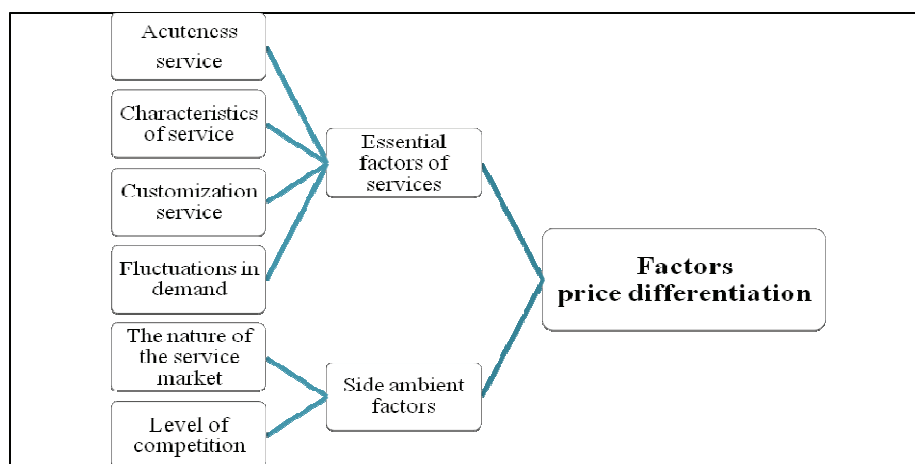 Acuteness
service
Characteristics
of service
Customization
service
Fluctuations in
demand
The nature of
the service
market
Level of
competition
Essential
factors of
services
Side ambient
factors
Factors
price differentiation